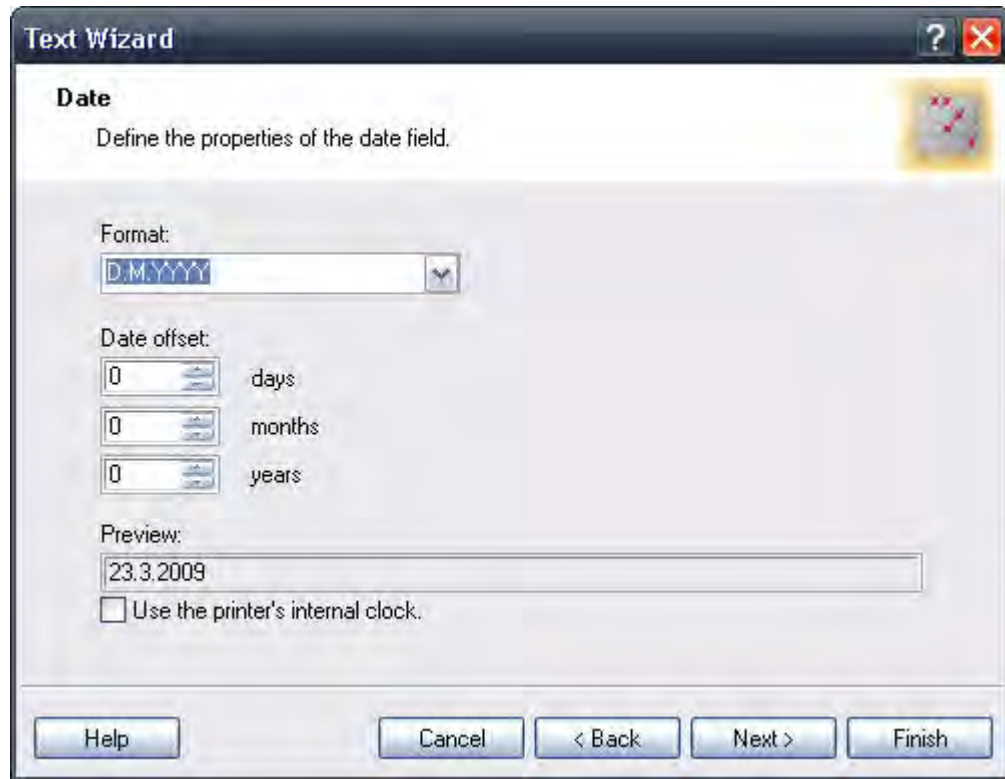 Text Wizard
?
Date
Define the properties of the date field.
Format:
D.M.YYYY
Date offset:
0 days
0 months
0 years
Preview:
23.3.2009
Use the printer's internal clock.
Help Cancel < Back Next > Finish